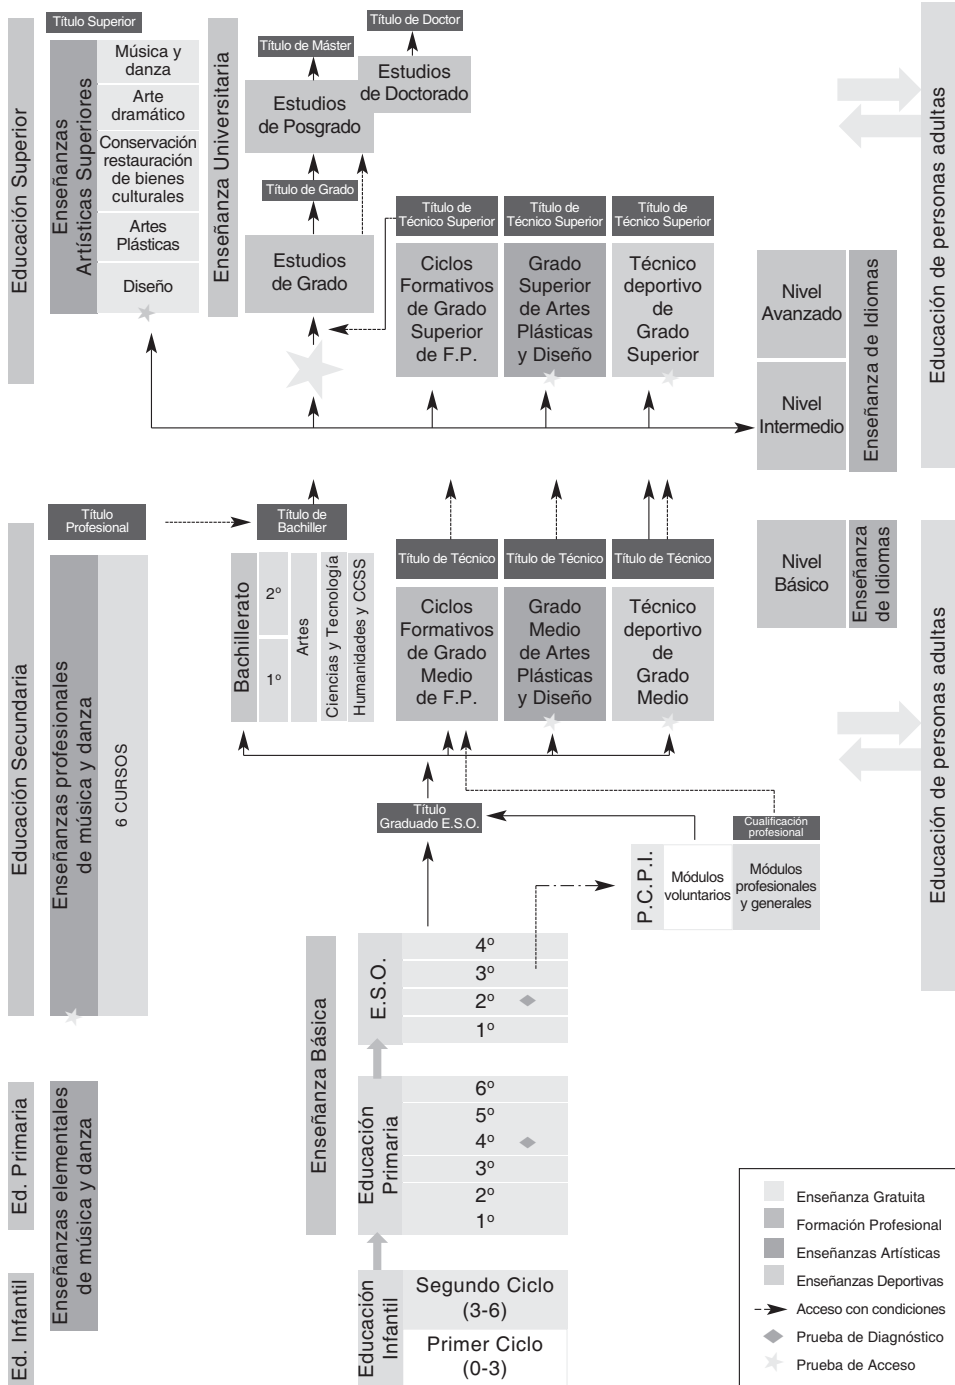 Educación Superior
Título Superior
Enseñanzas
Artísticas Superiores
Música y
danza
Arte
dramático
Conservación
restauración
de bienes
culturales
Artes
Plásticas
Diseño
Enseñanza Universitaria
Título de Máster
Título de Doctor
Estudios
de Doctorado
Estudios
de Posgrado
Título de Grado
Estudios
de Grado
Título de
Técnico Superior
Título de
Técnico Superior
Título de
Técnico Superior
Ciclos
Formativos
de Grado
Superior
de F.P.
Grado
Superior
de Artes
Plásticas
y Diseño
Técnico
deportivo
de
Grado
Superior
Nivel
Avanzado
Nivel
Intermedio
Enseñanza de Idiomas
Educación de personas adultas
Educación Secundaria
Título
Profesional
Título de
Bachiller
Enseñanzas profesionales
de música y danza
6 CURSOS
Bachillerato
2º
1º
Artes
Ciencias y Tecnología
Humanidades y CCSS
Título de Técnico
Título de Técnico
Título de Técnico
Ciclos
Formativos
de Grado
Medio
de F.P.
Grado
Medio
de Artes
Plásticas
y Diseño
Técnico
deportivo
de
Grado
Medio
Nivel
Básico
Enseñanza
de Idiomas
Educación de personas adultas
Título
Graduado E.S.O.
Cualificación
profesional
P.C.P.I.
Módulos
voluntarios
Módulos
profesionales
y generales
Enseñanza Básica
E.S.O.
4º
3º
2º
1º
Ed. Primaria
Enseñanzas elementales
de música y danza
Educación
Primaria
6º
5º
4º
3º
2º
1º
Ed. Infantil
Educación
Infantil
Segundo Ciclo
(3-6)
Primer Ciclo
(0-3)
Enseñanza Gratuita
Formación Profesional
Enseñanzas Artísticas
Enseñanzas Deportivas
Acceso con condiciones
Prueba de Diagnóstico
Prueba de Acceso